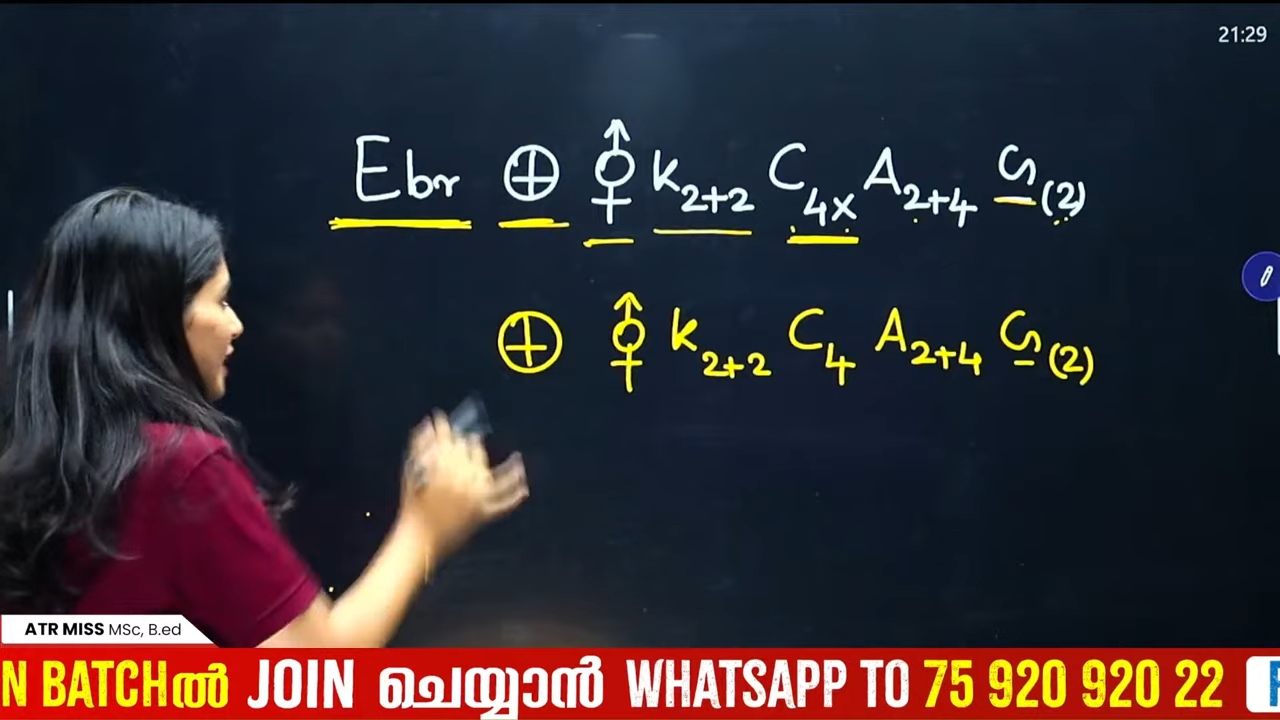 21:29
Ebr ⊕ ⚥ K2+2 C4x A2+4 G(2)
⊕ ⚥ K2+2 C4 A2+4 G(2)
ATR MISS MSc, B.ed
N BATCHൽ JOIN ചെയ്യാൻ WHATSAPP TO 75 920 920 22